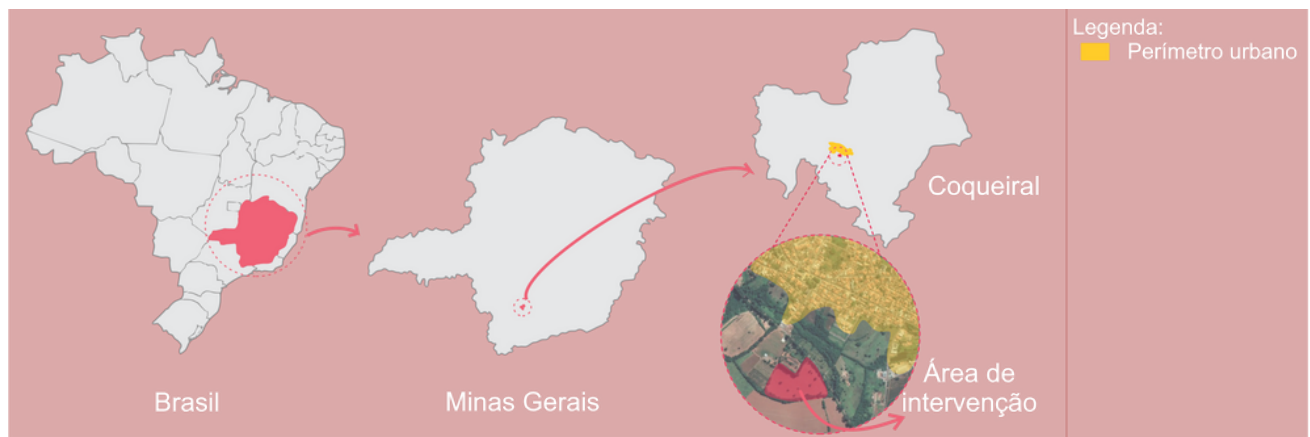 Legenda:
Perímetro urbano
Coqueiral
Área de
intervenção
Brasil
Minas Gerais